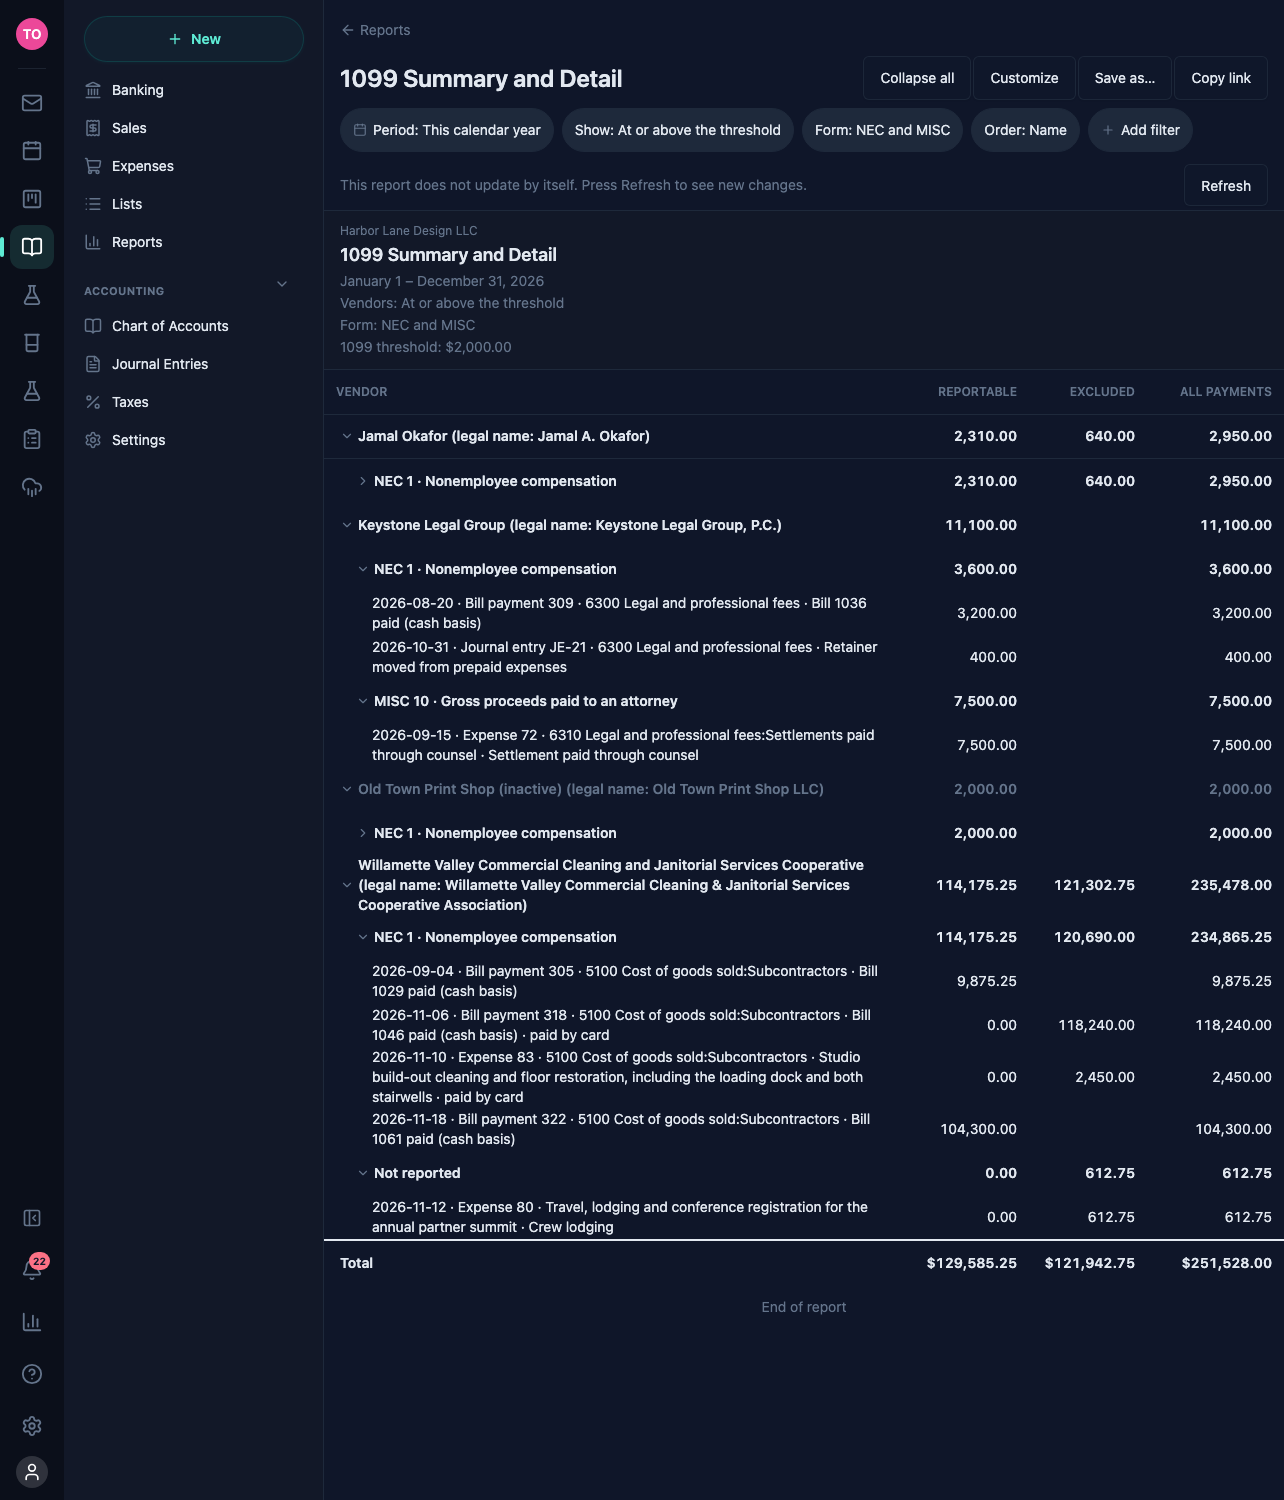 TO
22
New
Banking
Sales
Expenses
Lists
Reports
ACCOUNTING
Chart of Accounts
Journal Entries
Taxes
Settings
Reports
1099 Summary and Detail
Collapse all
Customize
Save as...
Copy link
Period: This calendar year
Show: At or above the threshold
Form: NEC and MISC
Order: Name
Add filter
This report does not update by itself. Press Refresh to see new changes.
Refresh
Harbor Lane Design LLC
1099 Summary and Detail
January 1 – December 31, 2026
Vendors: At or above the threshold
Form: NEC and MISC
1099 threshold: $2,000.00
VENDOR REPORTABLE EXCLUDED ALL PAYMENTS
Jamal Okafor (legal name: Jamal A. Okafor) 2,310.00 640.00 2,950.00
NEC 1 · Nonemployee compensation 2,310.00 640.00 2,950.00
Keystone Legal Group (legal name: Keystone Legal Group, P.C.) 11,100.00 11,100.00
NEC 1 · Nonemployee compensation 3,600.00 3,600.00
2026-08-20 · Bill payment 309 · 6300 Legal and professional fees · Bill 1036
paid (cash basis) 3,200.00 3,200.00
2026-10-31 · Journal entry JE-21 · 6300 Legal and professional fees · Retainer
moved from prepaid expenses 400.00 400.00
MISC 10 · Gross proceeds paid to an attorney 7,500.00 7,500.00
2026-09-15 · Expense 72 · 6310 Legal and professional fees:Settlements paid
through counsel · Settlement paid through counsel 7,500.00 7,500.00
Old Town Print Shop (inactive) (legal name: Old Town Print Shop LLC) 2,000.00 2,000.00
NEC 1 · Nonemployee compensation 2,000.00 2,000.00
Willamette Valley Commercial Cleaning and Janitorial Services Cooperative
(legal name: Willamette Valley Commercial Cleaning & Janitorial Services 114,175.25 121,302.75 235,478.00
Cooperative Association)
NEC 1 · Nonemployee compensation 114,175.25 120,690.00 234,865.25
2026-09-04 · Bill payment 305 · 5100 Cost of goods sold:Subcontractors · Bill
1029 paid (cash basis) 9,875.25 9,875.25
2026-11-06 · Bill payment 318 · 5100 Cost of goods sold:Subcontractors · Bill
1046 paid (cash basis) · paid by card 0.00 118,240.00 118,240.00
2026-11-10 · Expense 83 · 5100 Cost of goods sold:Subcontractors · Studio
build-out cleaning and floor restoration, including the loading dock and both 0.00 2,450.00 2,450.00
stairwells · paid by card
2026-11-18 · Bill payment 322 · 5100 Cost of goods sold:Subcontractors · Bill
1061 paid (cash basis) 104,300.00 104,300.00
Not reported 0.00 612.75 612.75
2026-11-12 · Expense 80 · Travel, lodging and conference registration for the
annual partner summit · Crew lodging 0.00 612.75 612.75
Total $129,585.25 $121,942.75 $251,528.00
End of report